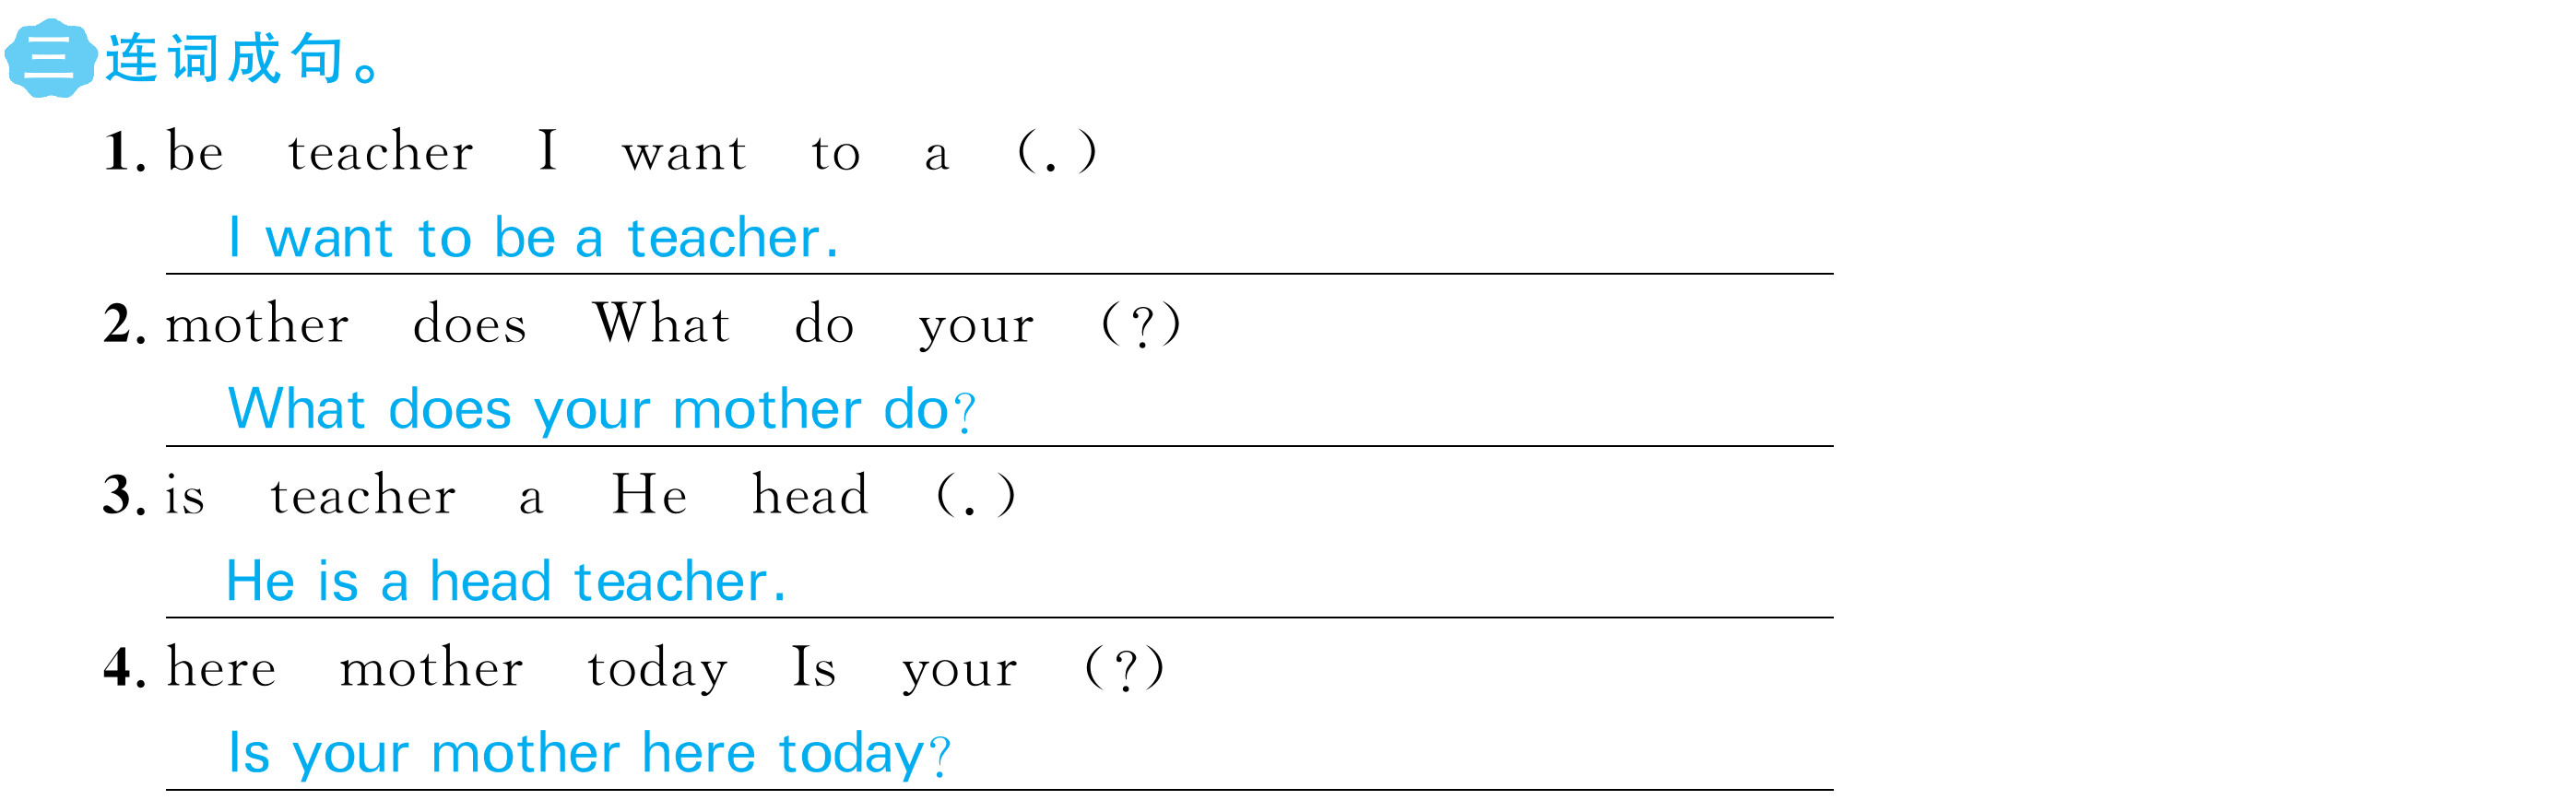 三 连词成句。
1. be teacher I want to a (.)
I want to be a teacher.
2. mother does What do your (?)
What does your mother do?
3. is teacher a He head (.)
He is a head teacher.
4. here mother today Is your (?)
Is your mother here today?